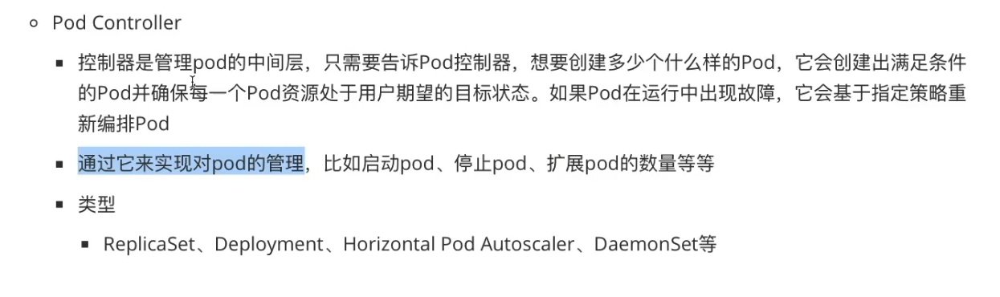 Pod Controller
控制器是管理pod的中间层，只需要告诉Pod控制器，想要创建多少个什么样的Pod，它会创建出满足条件
的Pod并确保每一个Pod资源处于用户期望的目标状态。如果Pod在运行中出现故障，它会基于指定策略重
新编排Pod
通过它来实现对pod的管理，比如启动pod、停止pod、扩展pod的数量等等
类型
ReplicaSet、Deployment、Horizontal Pod Autoscaler、DaemonSet等